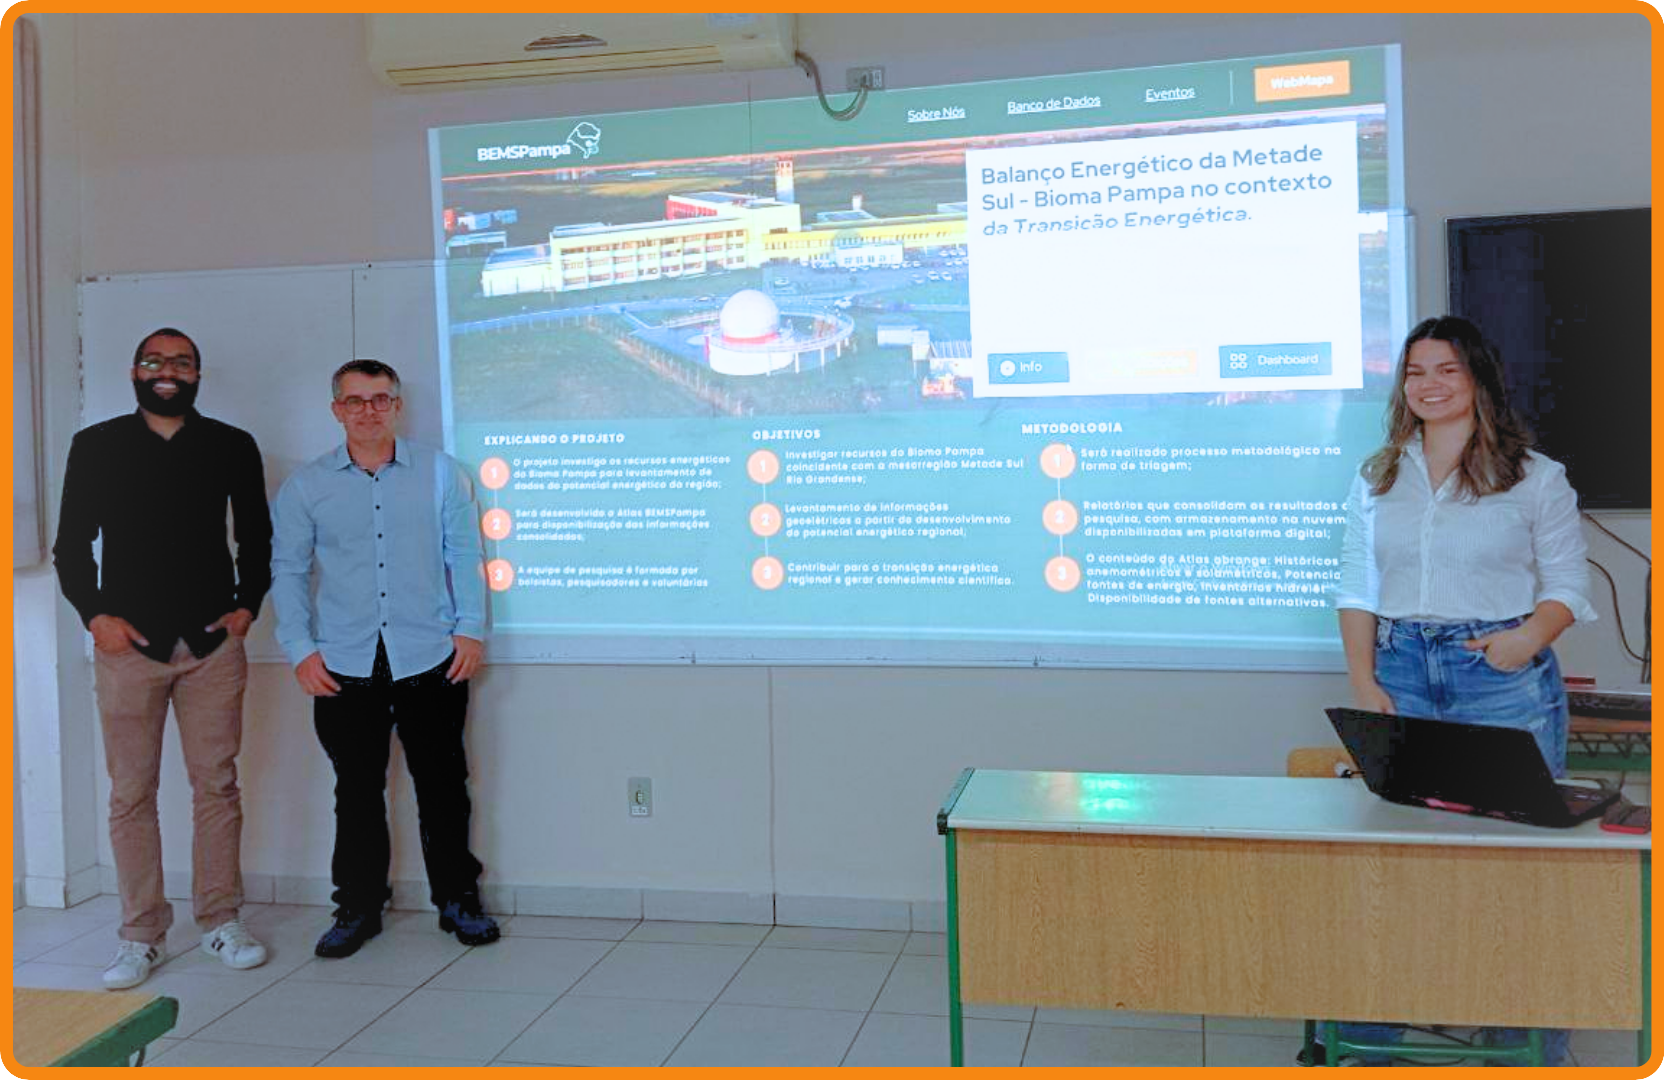 BEMSPampa
Sobre Nós
Banco de Dados
Eventos
WebMapa
Balanço Energético da Metade
Sul - Bioma Pampa no contexto
da Transição Energética.
Info
Dashboard
EXPLICANDO O PROJETO
1
O projeto investiga os recursos energéticos
do Bioma Pampa para levantamento de
dados do potencial energético da região;
2
Será desenvolvido o Atlas BEMSPampa
para disponibilização das informações
consolidadas;
3
A equipe de pesquisa é formada por
bolsistas, pesquisadores e voluntários
OBJETIVOS
1
Investigar recursos do Bioma Pampa
coincidente com a mesorregião Metade Sul
Rio Grandense;
2
Levantamento de informações
geoelétricas a partir do desenvolvimento
do potencial energético regional;
3
Contribuir para a transição energética
regional e gerar conhecimento científico.
METODOLOGIA
1
Será realizado processo metodológico na
forma de triagem;
2
Relatórios que consolidam os resultados
pesquisa, com armazenamento na nuvem
disponibilizadas em plataforma digital;
3
O conteúdo do Atlas abrange: Históricos
anemométricos e solamétricos, Potencia
fontes de energia, Inventários hidrelét
Disponibilidade de fontes alternativas.